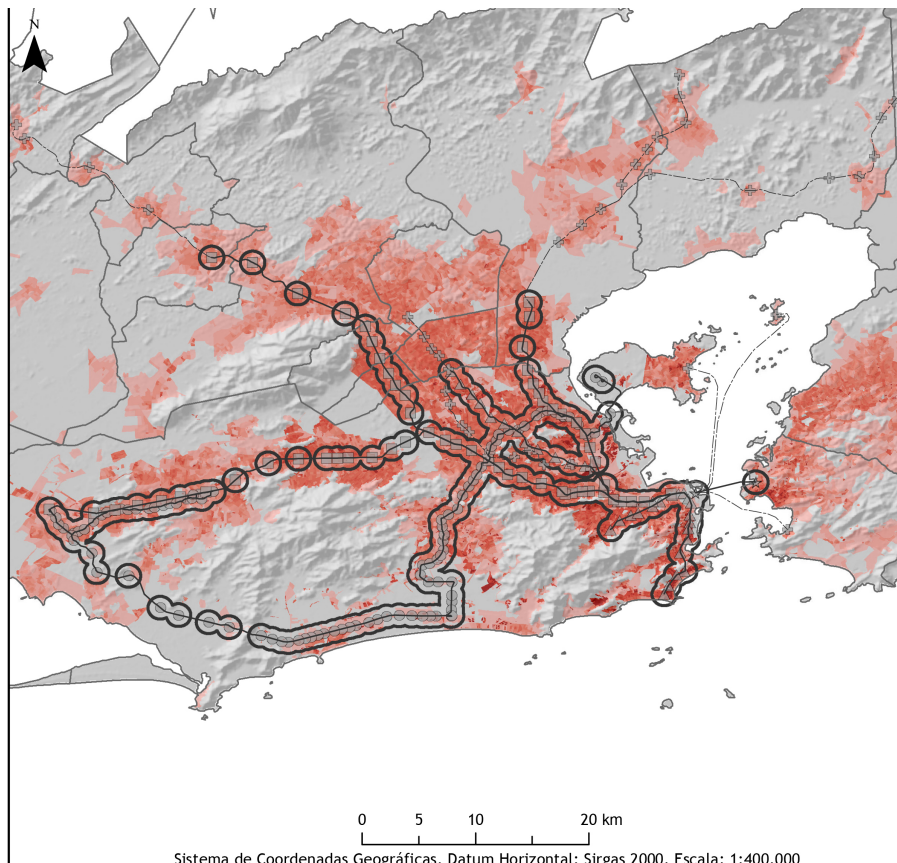 N
0 5 10 20 km
Sistema de Coordenadas Geográficas. Datum Horizontal: Sirgas 2000. Escala: 1:400.000